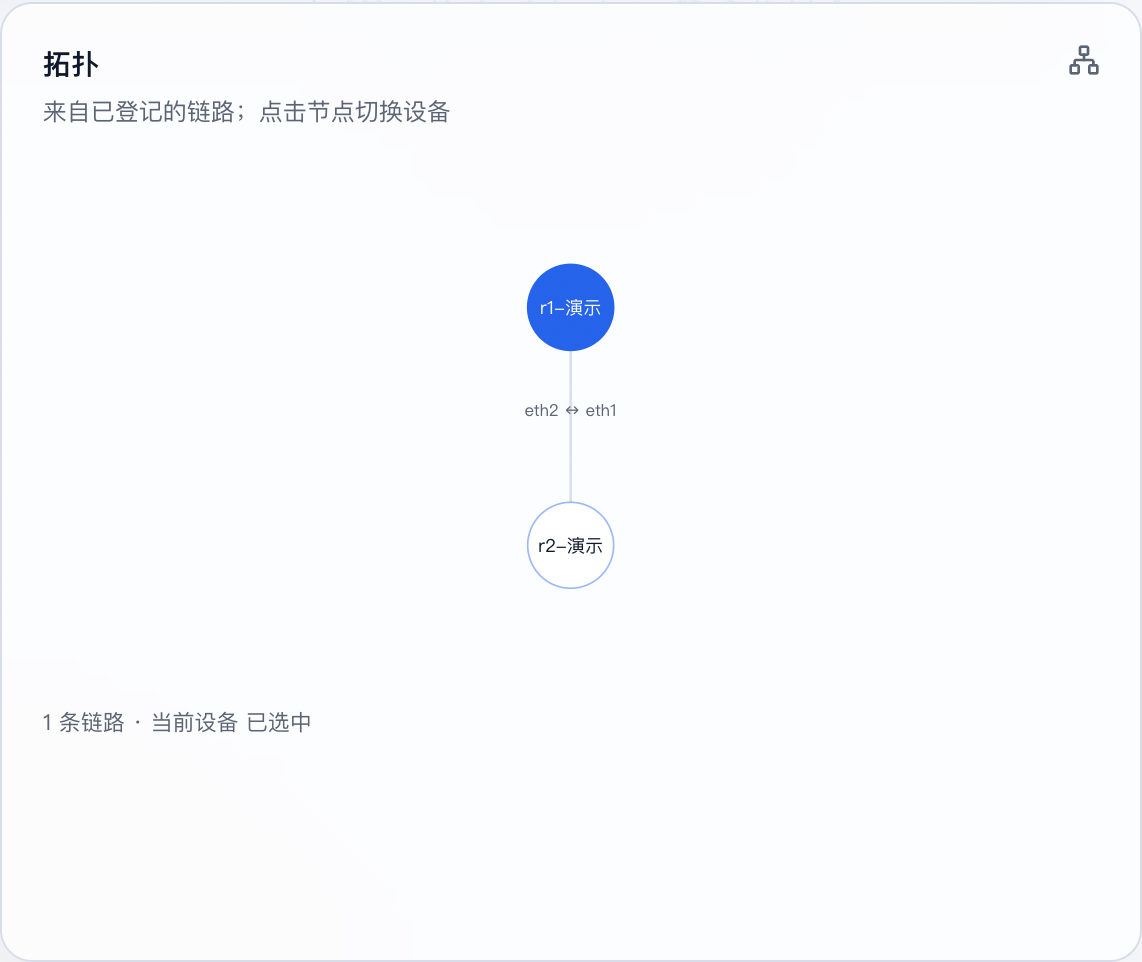 拓扑
来自已登记的链路；点击节点切换设备
r1-演示
eth2 ↔ eth1
r2-演示
1 条链路 · 当前设备 已选中